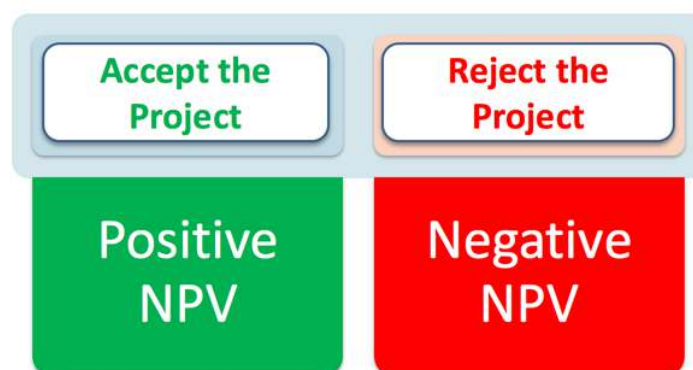 Accept the
Project
Reject the
Project
Positive
NPV
Negative
NPV